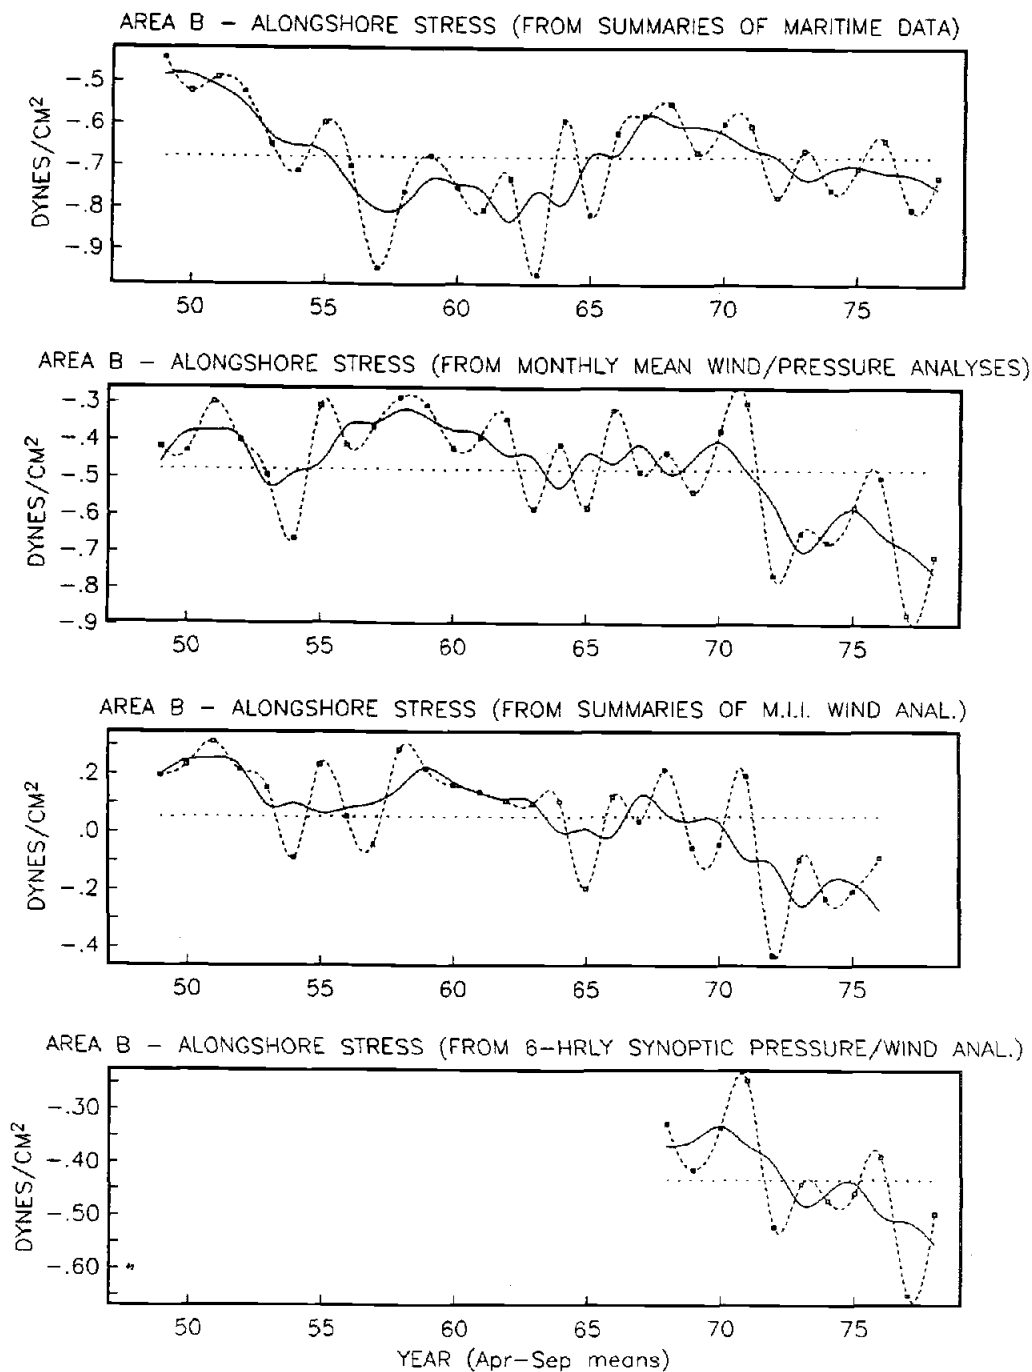 AREA B - ALONGSHORE STRESS (FROM SUMMARIES OF MARITIME DATA)
DYNES/CM²
-.5
-.6
-.7
-.8
-.9
50 55 60 65 70 75
AREA B - ALONGSHORE STRESS (FROM MONTHLY MEAN WIND/PRESSURE ANALYSES)
DYNES/CM²
-.3
-.4
-.5
-.6
-.7
-.8
-.9
50 55 60 65 70 75
AREA B - ALONGSHORE STRESS (FROM SUMMARIES OF M.I.I. WIND ANAL.)
DYNES/CM²
.2
.0
-.2
-.4
50 55 60 65 70 75
AREA B - ALONGSHORE STRESS (FROM 6-HRLY SYNOPTIC PRESSURE/WIND ANAL.)
DYNES/CM²
-.30
-.40
-.50
-.60
50 55 60 65 70 75
YEAR (Apr-Sep means)